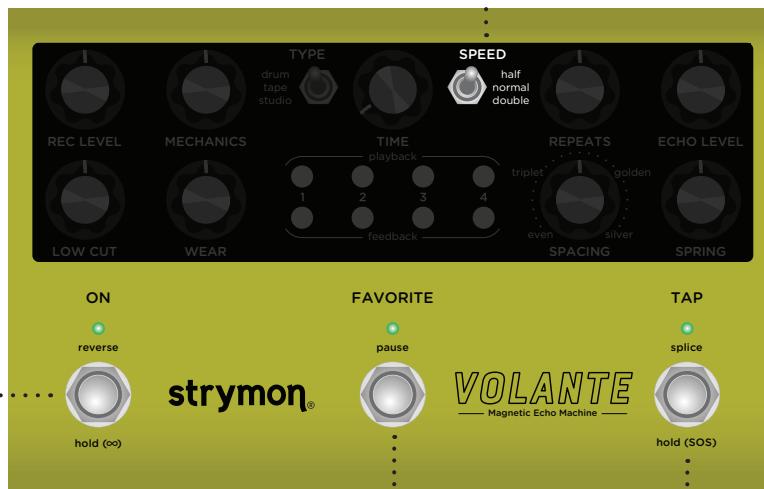 TYPE
SPEED
drum
tape
studio
half
normal
double
REC LEVEL
MECHANICS
TIME
REPEATS
ECHO LEVEL
playback
1 2 3 4
feedback
triplet
golden
even
silver
LOW CUT
WEAR
SPACING
SPRING
ON
FAVORITE
TAP
reverse
pause
splice
strymon®
VOLANTE
Magnetic Echo Machine
hold (∞)
hold (SOS)